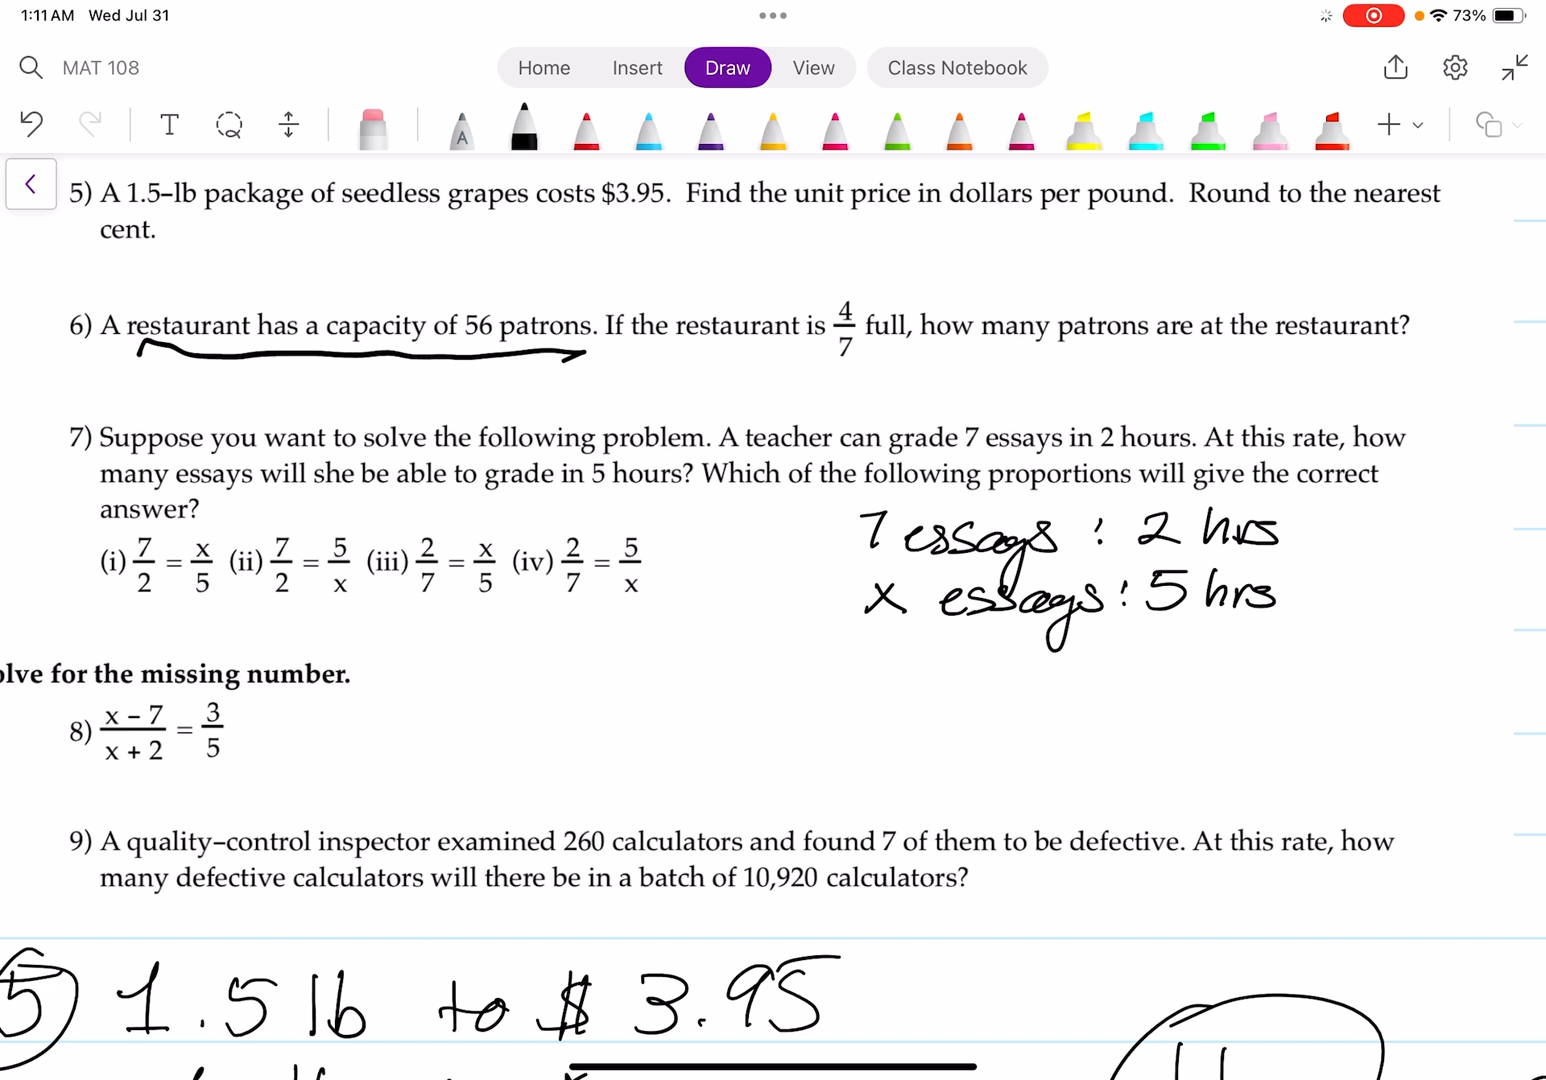 1:11 AM Wed Jul 31
73%
MAT 108
Home Insert Draw View Class Notebook
T A
5) A 1.5–lb package of seedless grapes costs $3.95. Find the unit price in dollars per pound. Round to the nearest
cent.
6) A restaurant has a capacity of 56 patrons. If the restaurant is 4/7 full, how many patrons are at the restaurant?
7) Suppose you want to solve the following problem. A teacher can grade 7 essays in 2 hours. At this rate, how
many essays will she be able to grade in 5 hours? Which of the following proportions will give the correct
answer?
7 essays : 2 hrs
(i) 7/2 = x/5 (ii) 7/2 = 5/x (iii) 2/7 = x/5 (iv) 2/7 = 5/x
x essays : 5 hrs
olve for the missing number.
8) (x – 7)/(x + 2) = 3/5
9) A quality–control inspector examined 260 calculators and found 7 of them to be defective. At this rate, how
many defective calculators will there be in a batch of 10,920 calculators?
5) 1.5 lb to $ 3.95